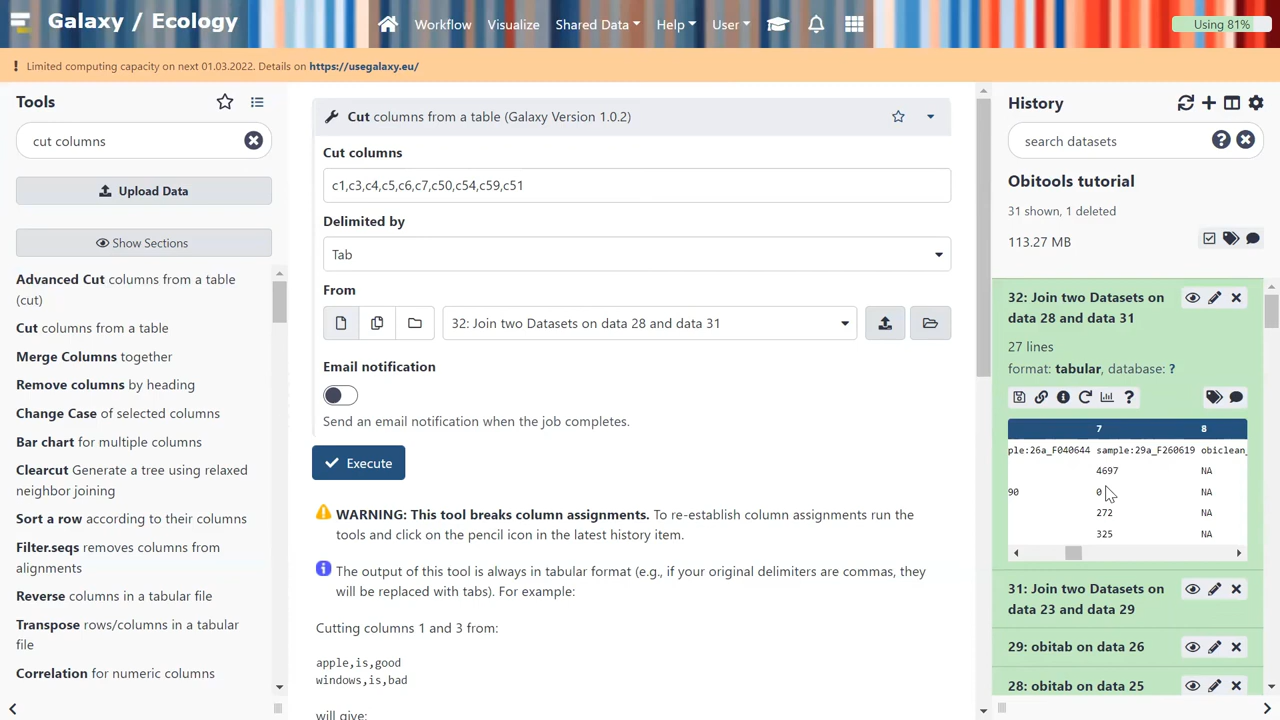 Galaxy / Ecology
Workflow
Visualize
Shared Data
Help
User
Using 81%
! Limited computing capacity on next 01.03.2022. Details on https://usegalaxy.eu/
Tools
cut columns
Upload Data
Show Sections
Advanced Cut columns from a table
(cut)
Cut columns from a table
Merge Columns together
Remove columns by heading
Change Case of selected columns
Bar chart for multiple columns
Clearcut Generate a tree using relaxed
neighbor joining
Sort a row according to their columns
Filter.seqs removes columns from
alignments
Reverse columns in a tabular file
Transpose rows/columns in a tabular
file
Correlation for numeric columns
Cut columns from a table (Galaxy Version 1.0.2)
Cut columns
c1,c3,c4,c5,c6,c7,c50,c54,c59,c51
Delimited by
Tab
From
32: Join two Datasets on data 28 and data 31
Email notification
Send an email notification when the job completes.
Execute
WARNING: This tool breaks column assignments. To re-establish column assignments run the
tools and click on the pencil icon in the latest history item.
The output of this tool is always in tabular format (e.g., if your original delimiters are commas, they
will be replaced with tabs). For example:
Cutting columns 1 and 3 from:
apple,is,good
windows,is,bad
will give:
History
search datasets
Obitools tutorial
31 shown, 1 deleted
113.27 MB
32: Join two Datasets on
data 28 and data 31
27 lines
format: tabular, database: ?
7 8
ple:26a_F040644 sample:29a_F260619 obiclean_
4697 NA
90 0 NA
272 NA
325 NA
31: Join two Datasets on
data 23 and data 29
29: obitab on data 26
28: obitab on data 25